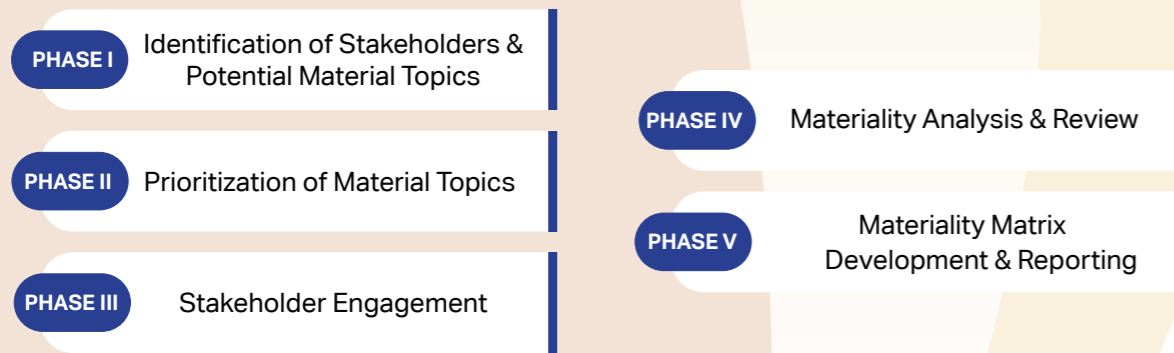 PHASE I
Identification of Stakeholders &
Potential Material Topics
PHASE II
Prioritization of Material Topics
PHASE III
Stakeholder Engagement
PHASE IV
Materiality Analysis & Review
PHASE V
Materiality Matrix
Development & Reporting